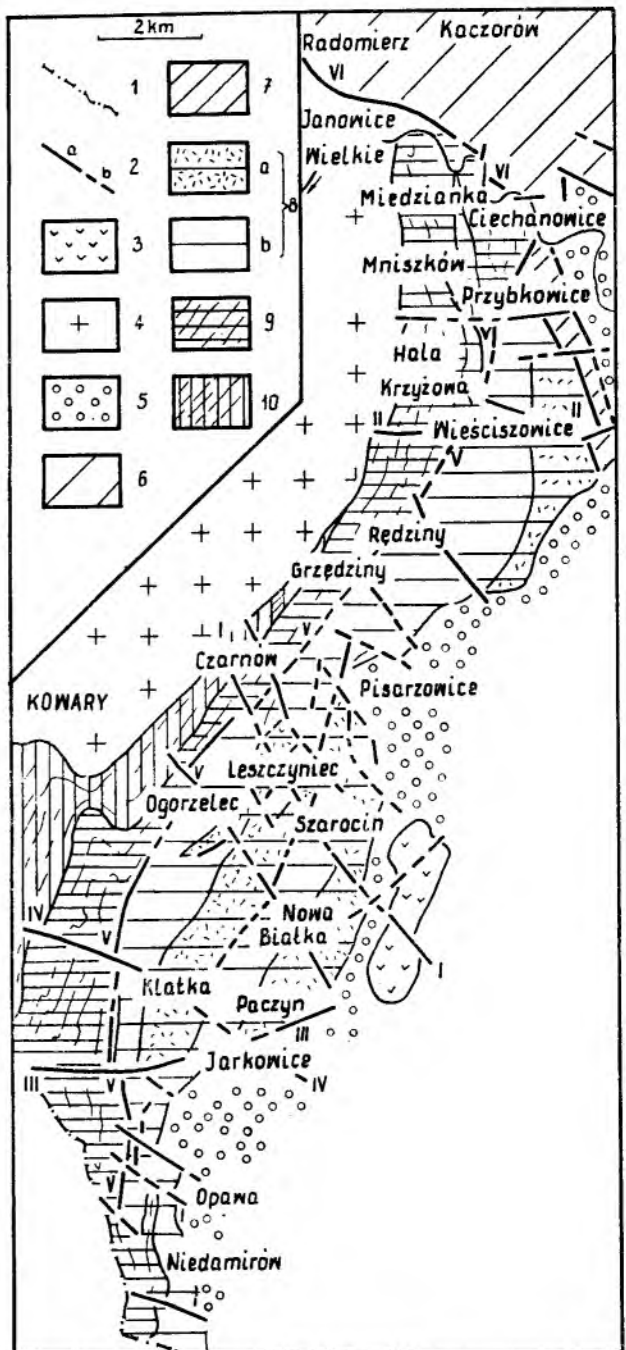 2 km
1
a
b
2
3
4
5
6
7
a
b
8
9
10
Radomierz
Kaczorów
VI
Janowice
Wielkie
VI
Miedzianka
Ciechanowice
Mniszków
Przybkowice
Hala
Krzyżowa
V
II
II
Wieściszowice
V
Rędziny
Grzędziny
I
V
Czarnów
Pisarzowice
KOWARY
Leszczyniec
V
Ogorzelec
Szarocin
IV
V
Nowa
Białka
I
Klatka
Paczyn
III
Jarkowice
III
V
IV
V
Opawa
Niedamirów